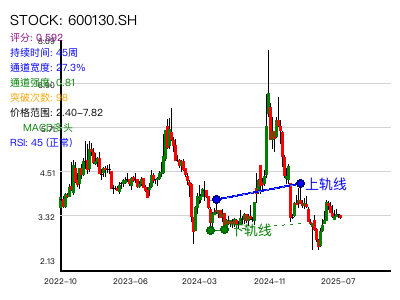 STOCK: 600130.SH
评分: 0.592
持续时间: 45周
通道宽度: 27.3%
通道强度: 0.81
突破次数: 98
价格范围: 2.40-7.82
MACD多头
RSI: 45 (正常)
4.51
3.32
2.13
上轨线
下轨线
2022-10
2023-06
2024-03
2024-11
2025-07